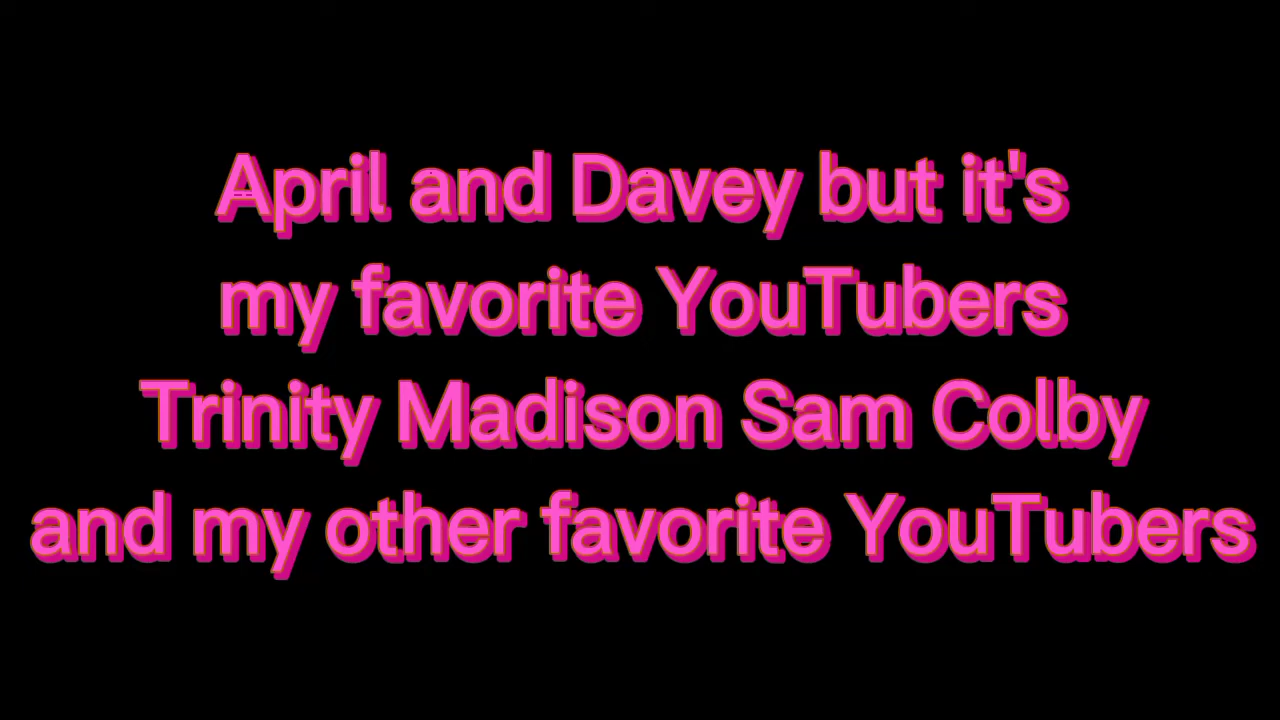 April and Davey but it's
my favorite YouTubers
Trinity Madison Sam Colby
and my other favorite YouTubers